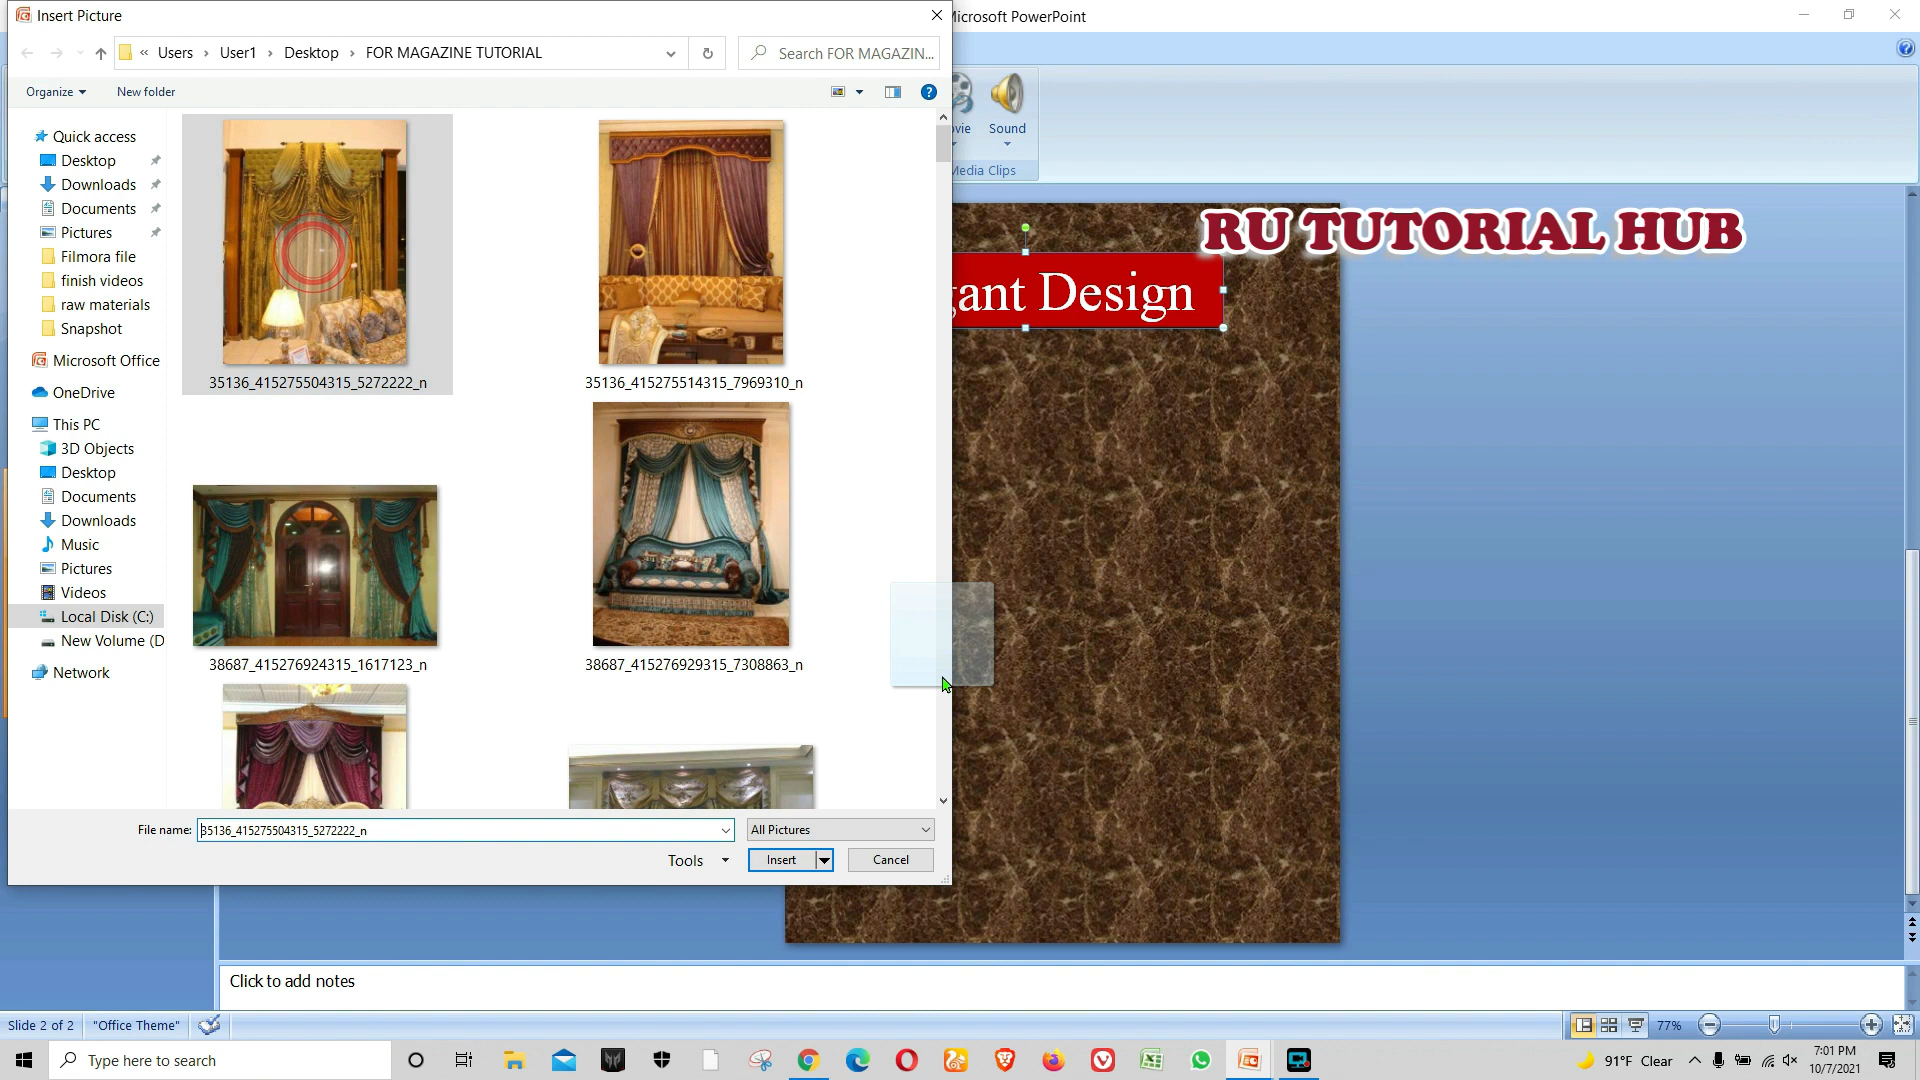 Insert Picture
Microsoft PowerPoint
Users
User1
Desktop
FOR MAGAZINE TUTORIAL
Search FOR MAGAZIN...
Organize
New folder
Quick access
Desktop
Downloads
Documents
Pictures
Filmora file
finish videos
raw materials
Snapshot
Microsoft Office
OneDrive
This PC
3D Objects
Desktop
Documents
Downloads
Music
Pictures
Videos
Local Disk (C:)
New Volume (D
Network
35136_415275504315_5272222_n
35136_415275514315_7969310_n
38687_415276924315_1617123_n
38687_415276929315_7308863_n
File name:
35136_415275504315_5272222_n
All Pictures
Tools
Insert
Cancel
ovie
Sound
Media Clips
RU TUTORIAL HUB
gant Design
Click to add notes
Slide 2 of 2
"Office Theme"
77%
Type here to search
91°F Clear
7:01 PM
10/7/2021